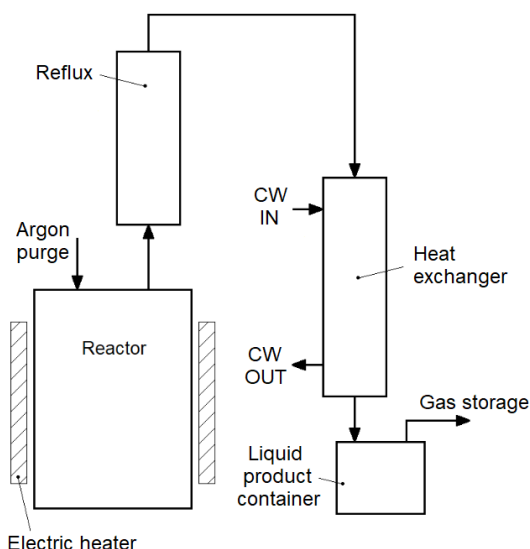 Reflux
CW
IN
Argon
purge
Heat
exchanger
Reactor
CW
OUT
Gas storage
Liquid
product
container
Electric heater